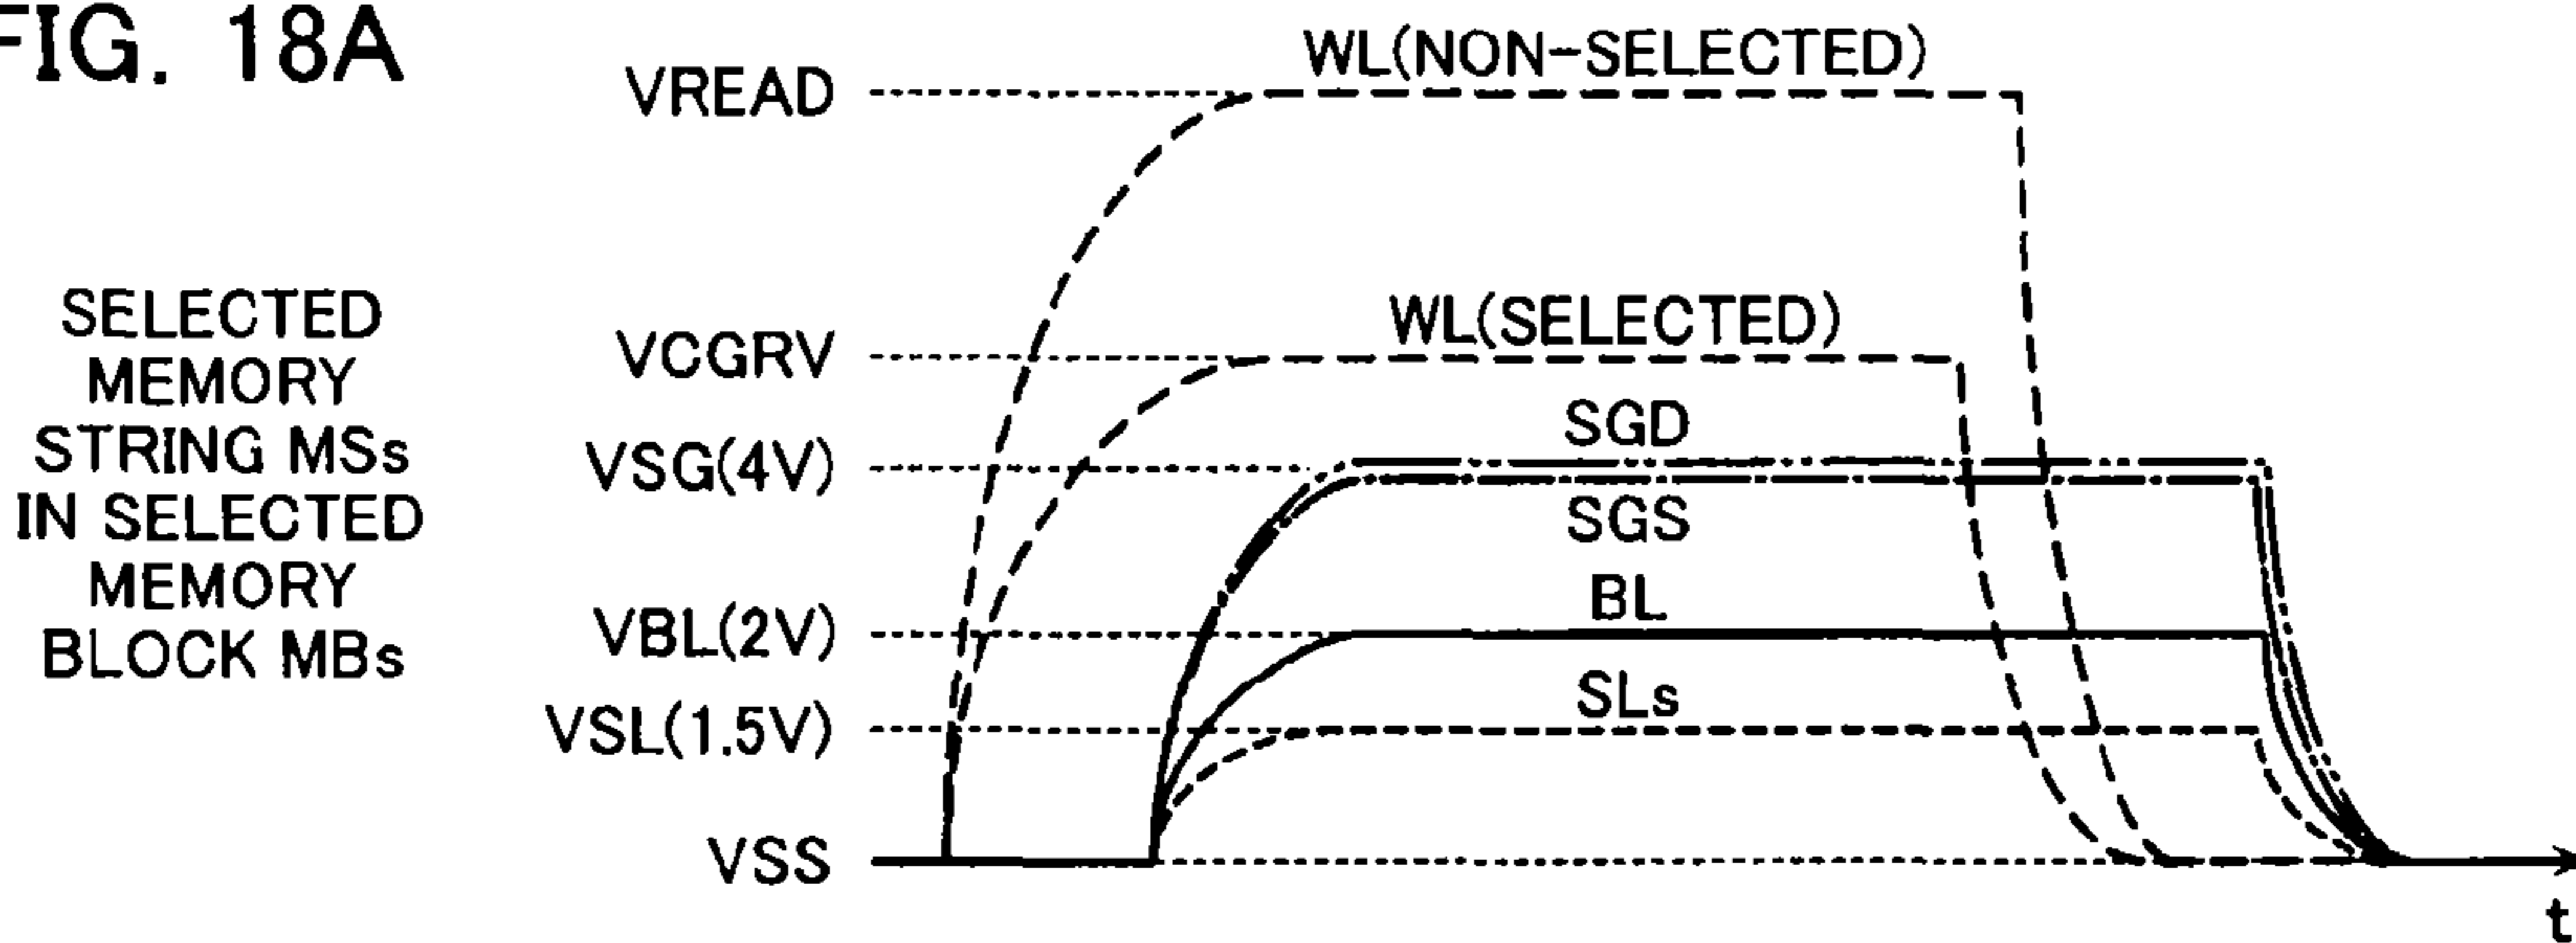 FIG. 18A
SELECTED
MEMORY
STRING MSs
IN SELECTED
MEMORY
BLOCK MBs
VREAD
WL(NON-SELECTED)
VCGRV
WL(SELECTED)
VSG(4V)
SGD
SGS
VBL(2V)
BL
VSL(1.5V)
SLs
VSS
t